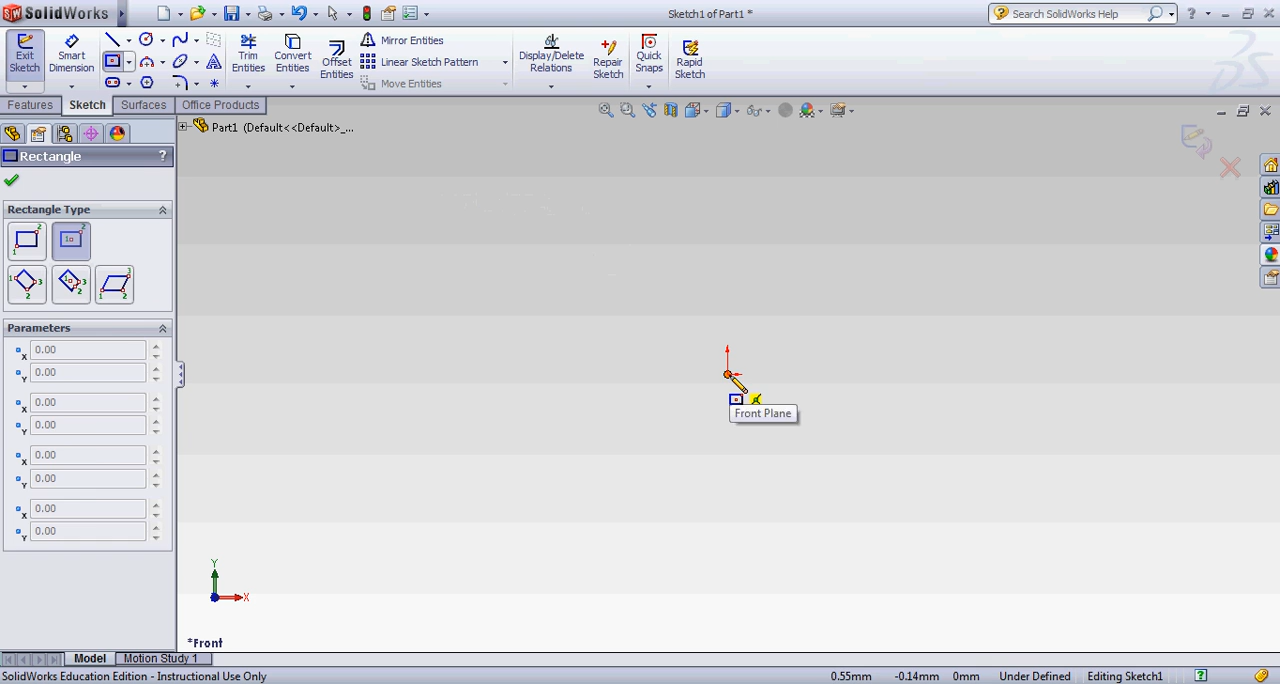 SolidWorks
Sketch1 of Part1 *
Search SolidWorks Help
Exit Sketch
Smart Dimension
Trim Entities
Convert Entities
Offset Entities
Mirror Entities
Linear Sketch Pattern
Move Entities
Display/Delete Relations
Repair Sketch
Quick Snaps
Rapid Sketch
Features
Sketch
Surfaces
Office Products
Part1 (Default<<Default>_...
Rectangle
?
Rectangle Type
Parameters
X 0.00
Y 0.00
X 0.00
Y 0.00
X 0.00
Y 0.00
X 0.00
Y 0.00
Front Plane
Y
X
*Front
Model
Motion Study 1
SolidWorks Education Edition - Instructional Use Only
0.55mm
-0.14mm
0mm
Under Defined
Editing Sketch1
?